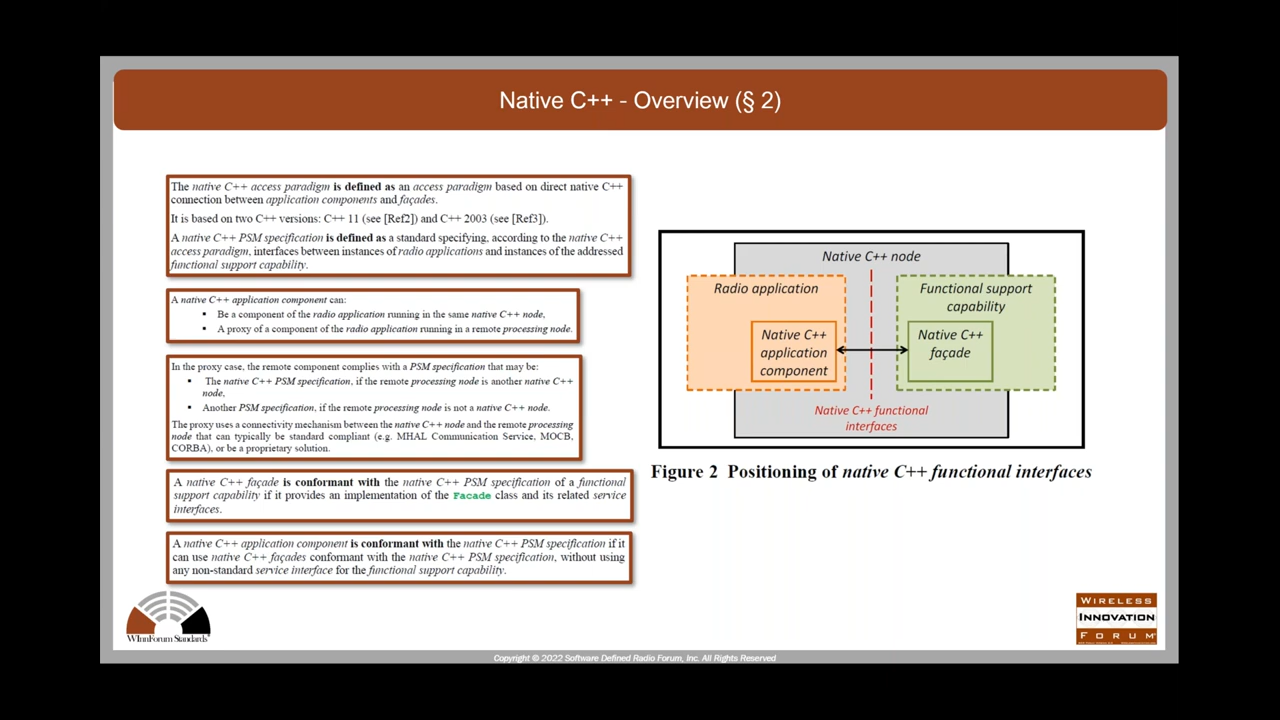 Native C++ - Overview (§ 2)
The native C++ access paradigm is defined as an access paradigm based on direct native C++
connection between application components and façades.
It is based on two C++ versions: C++ 11 (see [Ref2]) and C++ 2003 (see [Ref3]).
A native C++ PSM specification is defined as a standard specifying, according to the native C++
access paradigm, interfaces between instances of radio applications and instances of the addressed
functional support capability.
A native C++ application component can:
▪ Be a component of the radio application running in the same native C++ node,
▪ A proxy of a component of the radio application running in a remote processing node.
In the proxy case, the remote component complies with a PSM specification that may be:
▪ The native C++ PSM specification, if the remote processing node is another native C++
node,
▪ Another PSM specification, if the remote processing node is not a native C++ node.
The proxy uses a connectivity mechanism between the native C++ node and the remote processing
node that can typically be standard compliant (e.g. MHAL Communication Service, MOCB,
CORBA), or be a proprietary solution.
A native C++ façade is conformant with the native C++ PSM specification of a functional
support capability if it provides an implementation of the Facade class and its related service
interfaces.
A native C++ application component is conformant with the native C++ PSM specification if it
can use native C++ façades conformant with the native C++ PSM specification, without using
any non-standard service interface for the functional support capability.
Native C++ node
Radio application
Functional support
capability
Native C++
application
component
Native C++
façade
Native C++ functional
interfaces
Figure 2 Positioning of native C++ functional interfaces
WInnForum Standards
WIRELESS
INNOVATION
FORUM
Copyright © 2022 Software Defined Radio Forum, Inc. All Rights Reserved